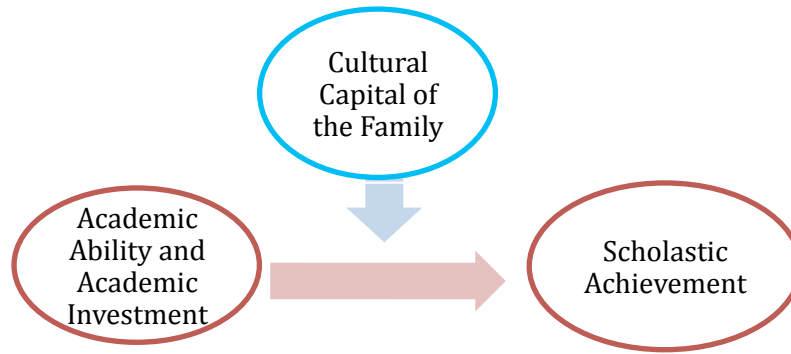 Cultural
Capital of
the Family
Academic
Ability and
Academic
Investment
Scholastic
Achievement